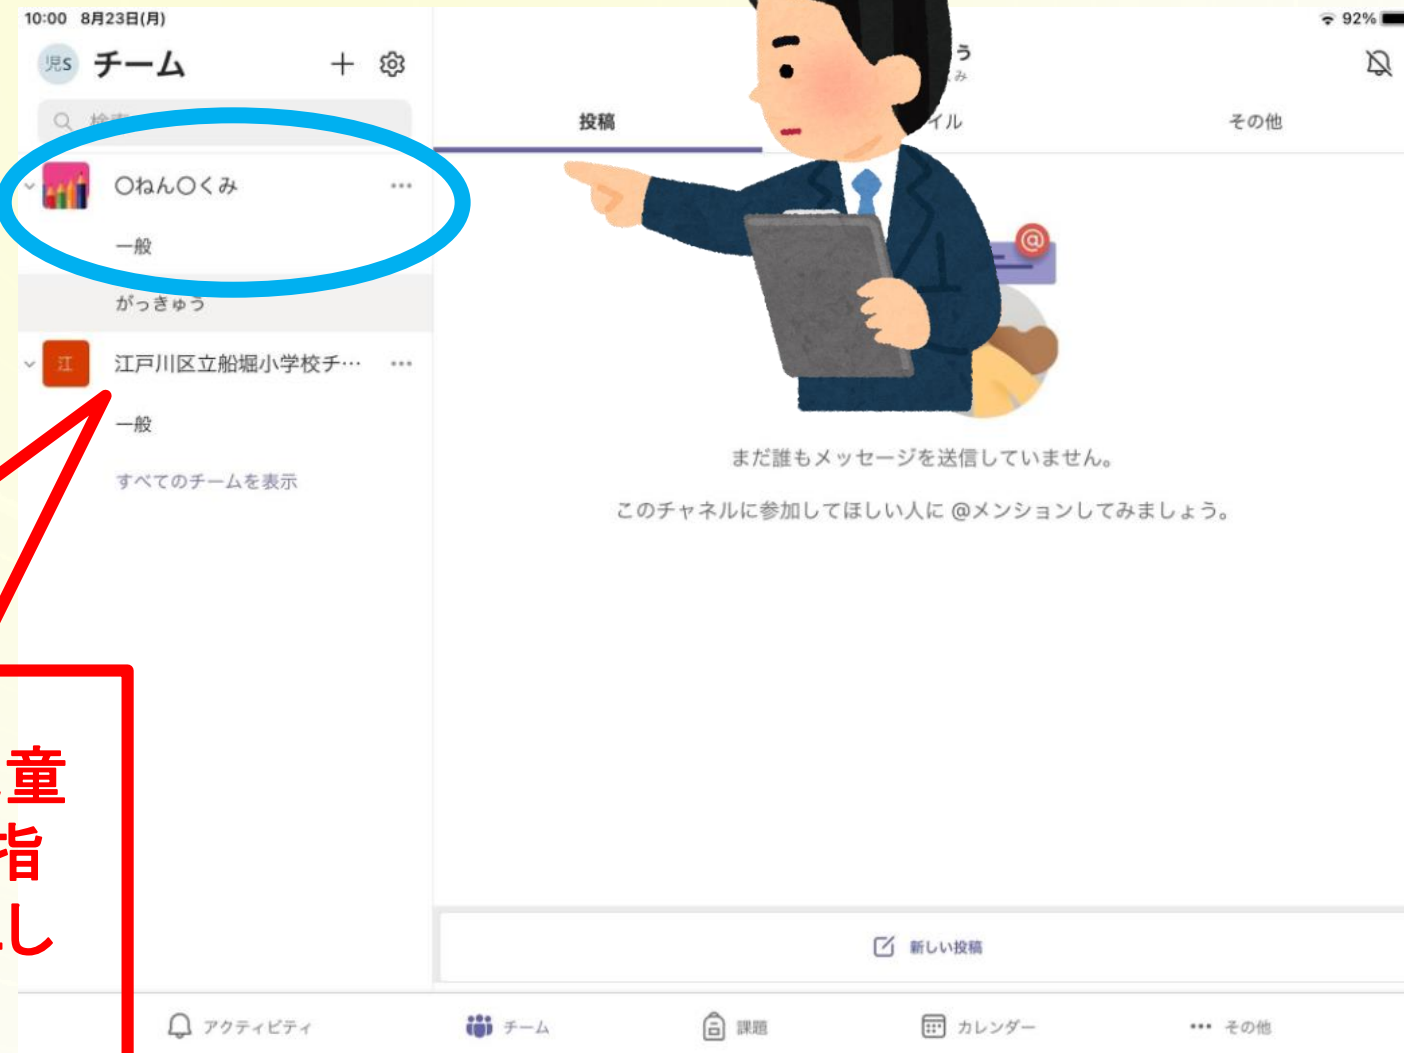 10:00 8月23日(月)
92%
児S チーム
〇ねん〇くみ
一般
がっきゅう
江 江戸川区立船堀小学校チ…
一般
すべてのチームを表示
う
み
投稿
イル
その他
@
まだ誰もメッセージを送信していません。
このチャネルに参加してほしい人に @メンションしてみましょう。
新しい投稿
童
指
し
アクティビティ
チーム
課題
カレンダー
その他